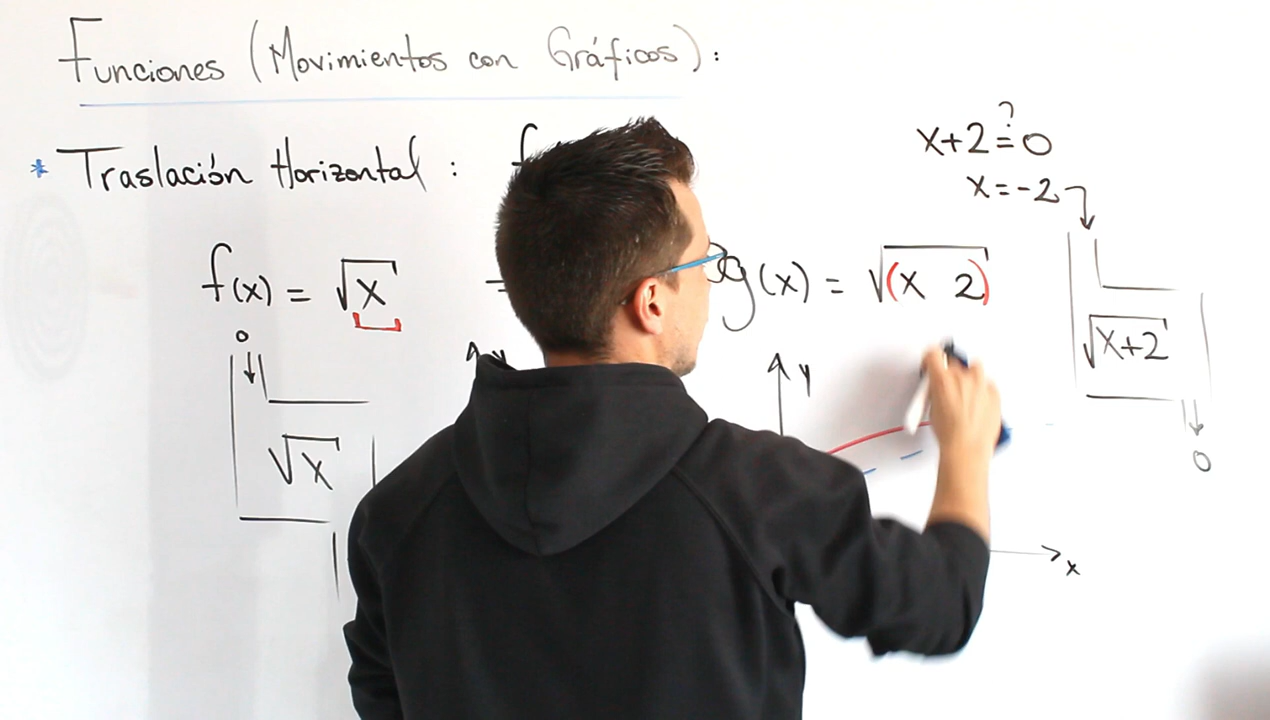 Funciones (Movimientos con Gráficos):
* Traslación Horizontal : f
x+2 ?= 0
x = -2
f(x) = √x
= g(x) = √(x 2)
0
√x
y
y
x
√x+2
0